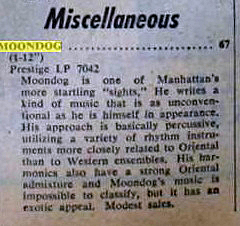 Miscellaneous
MOONDOG ............ 67
(1-12")
Prestige LP 7042
Moondog is one of Manhattan's
more startling "sights." He writes a
kind of music that is as unconven-
tional as he is himself in appearance.
His approach is basically percussive,
utilizing a variety of rhythm instru-
ments more closely related to Oriental
than to Western ensembles. His har-
monics also have a strong Oriental
admixture and Moondog's music is
impossible to classify, but it has an
exotic appeal. Modest sales.